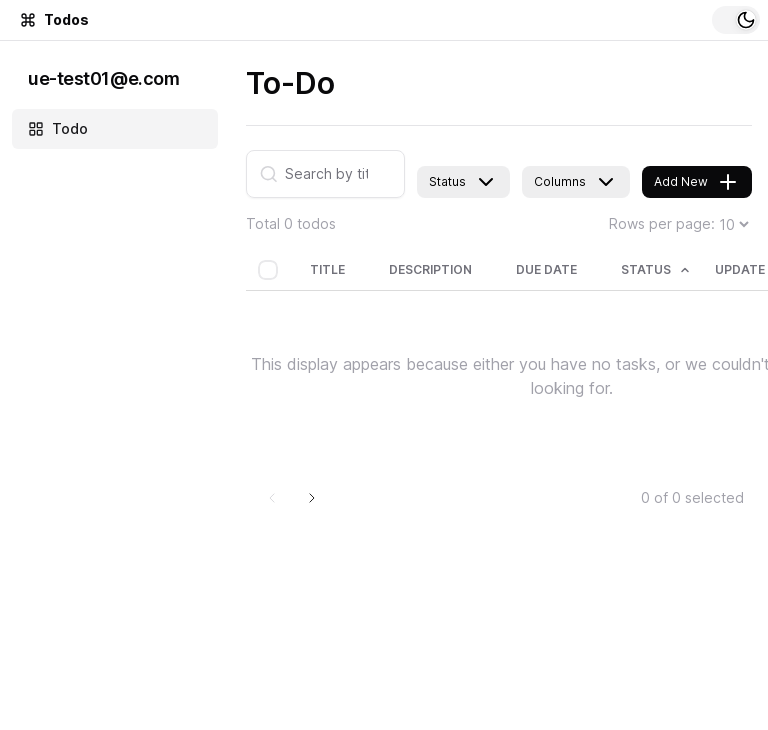 Todos
ue-test01@e.com
Todo
To-Do
Search by tit
Status
Columns
Add New
Total 0 todos
Rows per page: 10
TITLE DESCRIPTION DUE DATE STATUS UPDATE
This display appears because either you have no tasks, or we couldn't
looking for.
0 of 0 selected